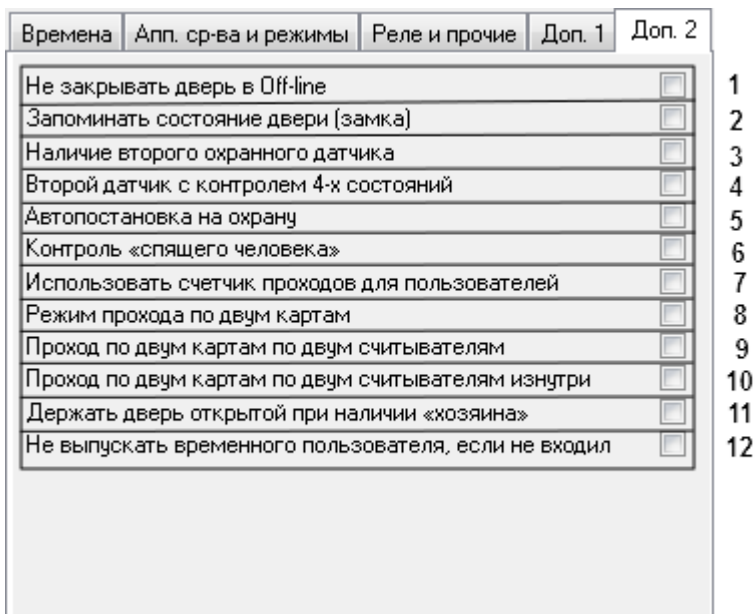 Времена Апп. ср-ва и режимы Реле и прочие Доп. 1 Доп. 2
Не закрывать дверь в Off-line 1
Запоминать состояние двери (замка) 2
Наличие второго охранного датчика 3
Второй датчик с контролем 4-х состояний 4
Автопостановка на охрану 5
Контроль «спящего человека» 6
Использовать счетчик проходов для пользователей 7
Режим прохода по двум картам 8
Проход по двум картам по двум считывателям 9
Проход по двум картам по двум считывателям изнутри 10
Держать дверь открытой при наличии «хозяина» 11
Не выпускать временного пользователя, если не входил 12